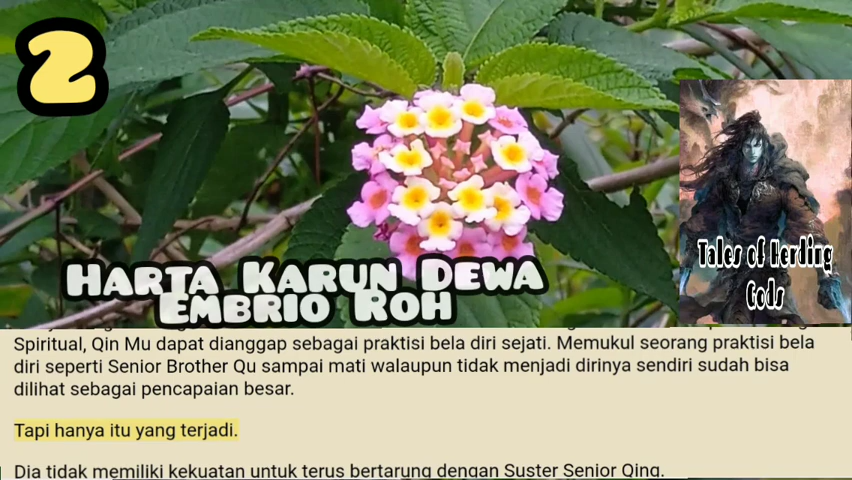 2
HARTA KARUN DEWA
EMBRIO ROH
Tales of Herding
Gods
Spiritual, Qin Mu dapat dianggap sebagai praktisi bela diri sejati. Memukul seorang praktisi bela
diri seperti Senior Brother Qu sampai mati walaupun tidak menjadi dirinya sendiri sudah bisa
dilihat sebagai pencapaian besar.
Tapi hanya itu yang terjadi.
Dia tidak memiliki kekuatan untuk terus bertarung dengan Suster Senior Qing.